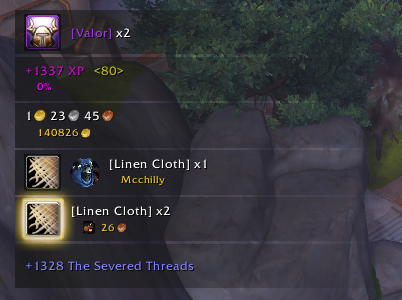 [Valor] x2
+1337 XP <80>
0%
1 23 45
140826
[Linen Cloth] x1
Mcchilly
[Linen Cloth] x2
26
+1328 The Severed Threads